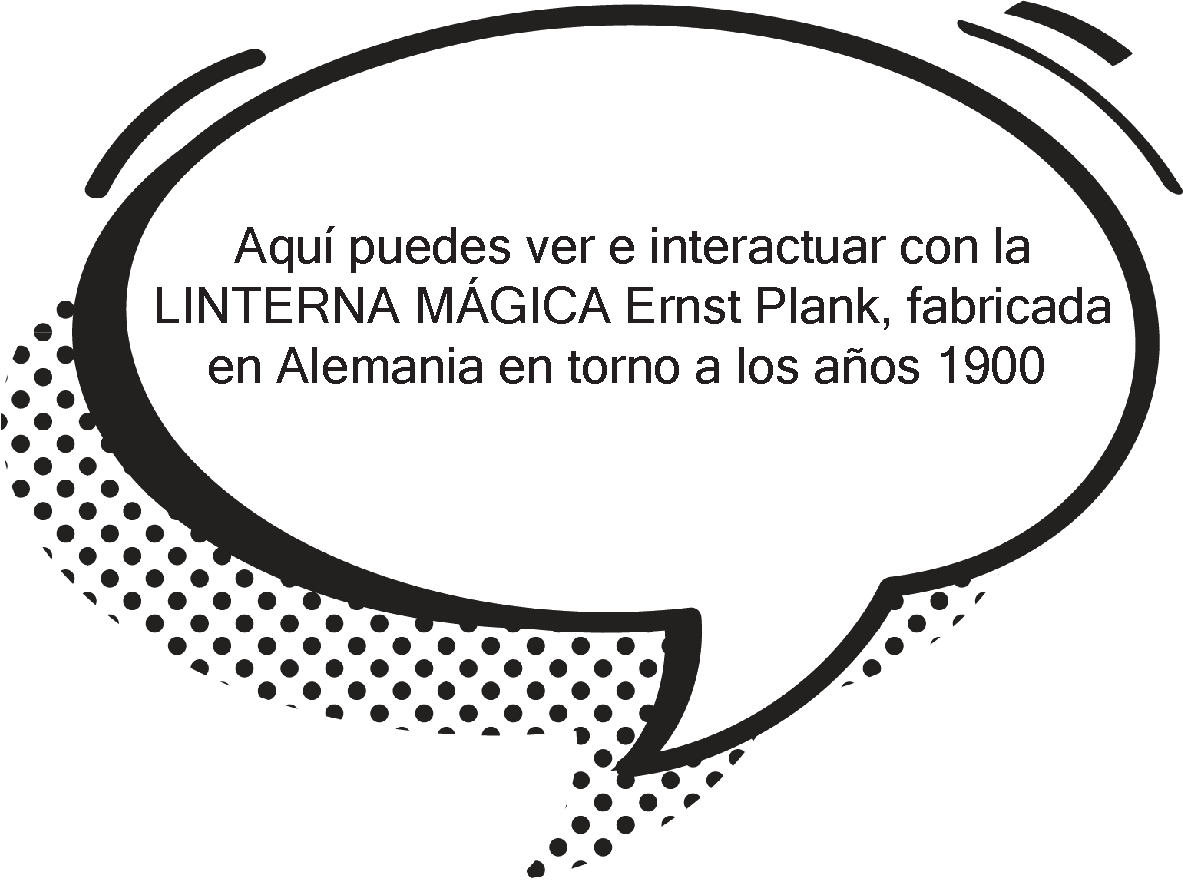 Aquí puedes ver e interactuar con la
LINTERNA MÁGICA Ernst Plank, fabricada
en Alemania en torno a los años 1900